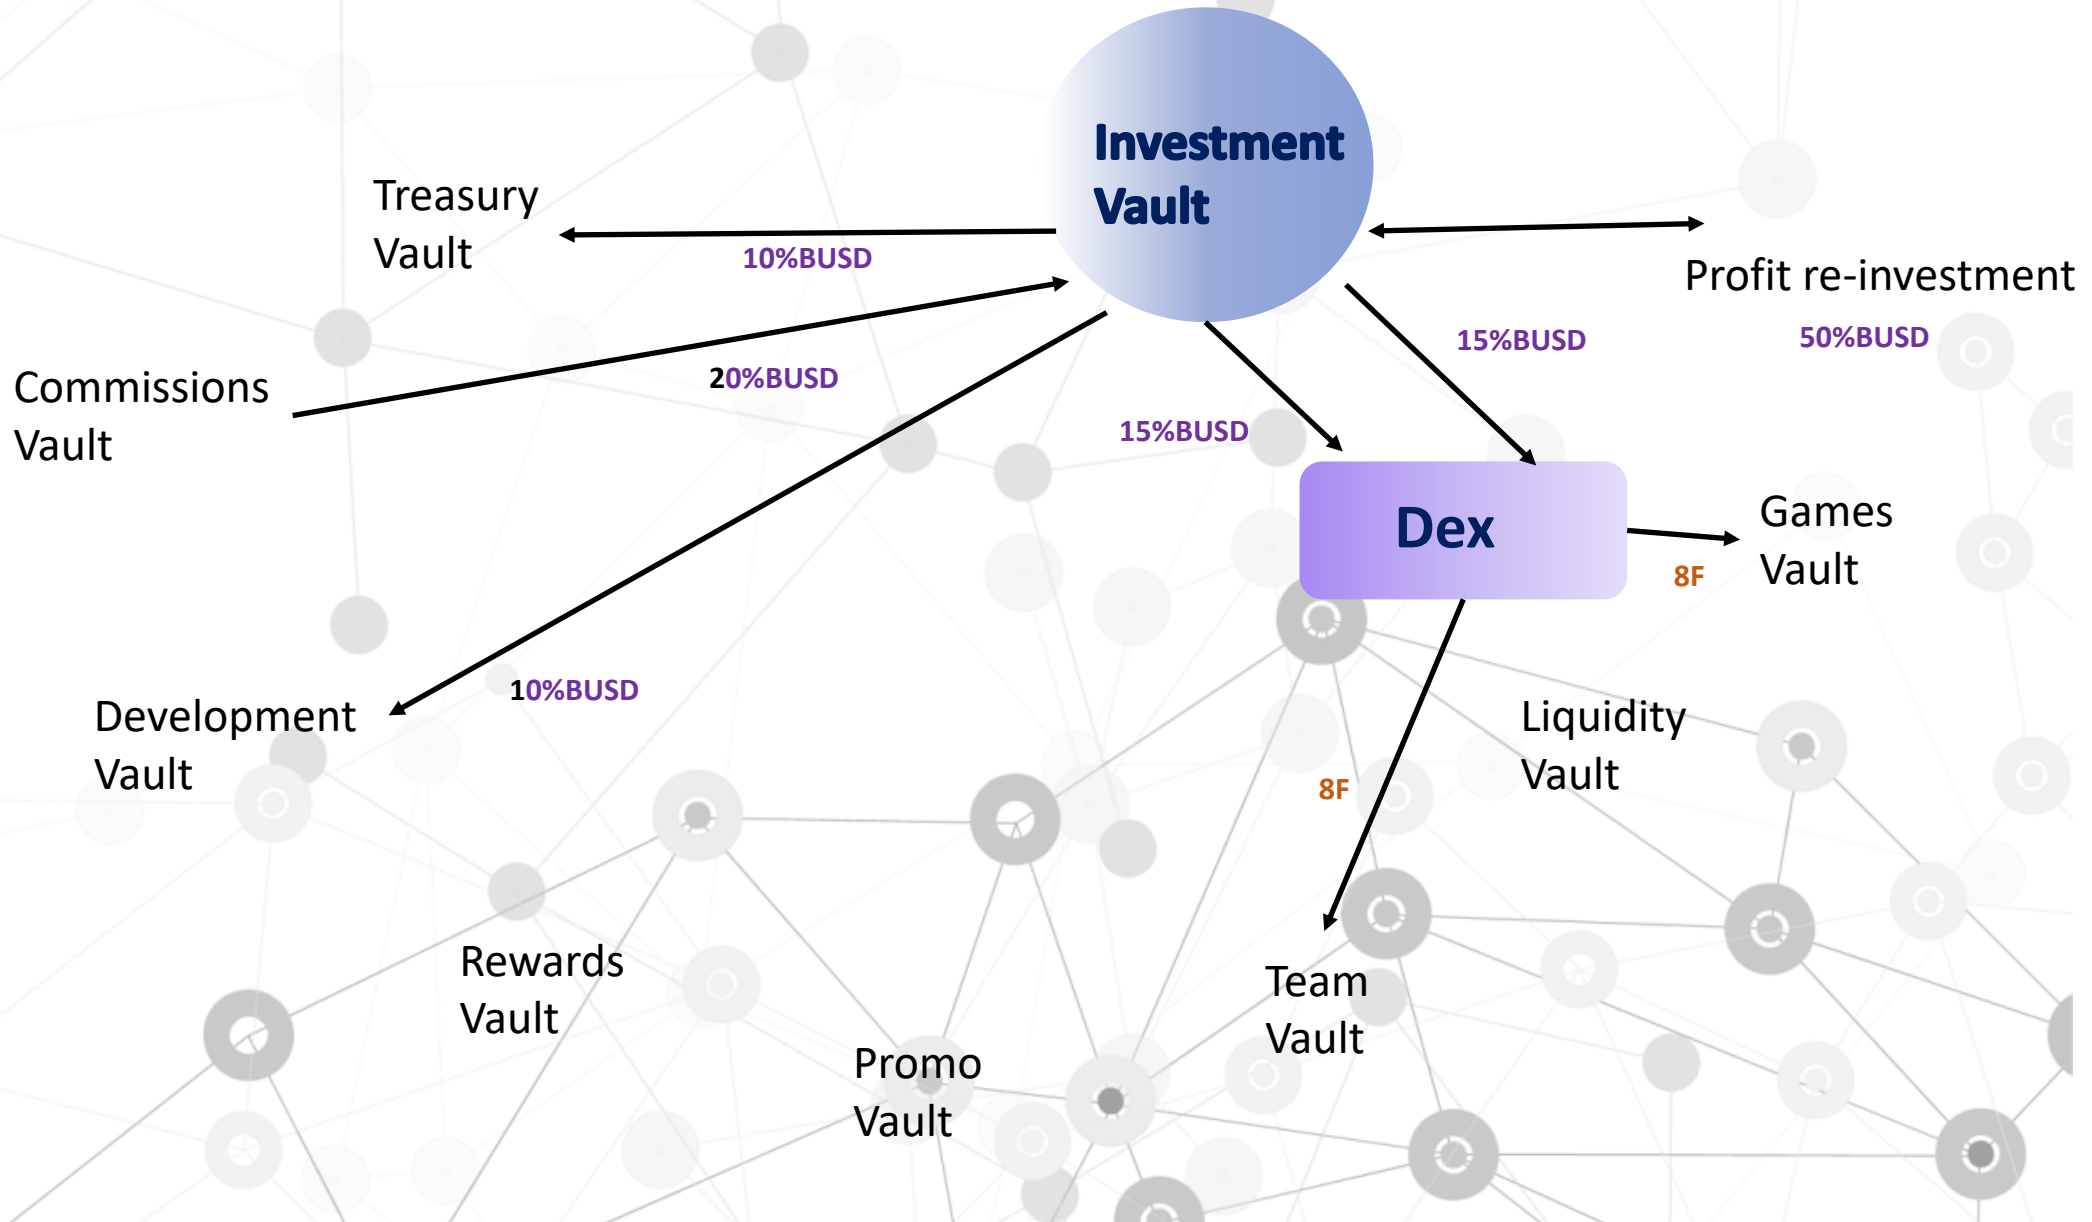 Investment
Vault
Treasury
Vault
10%BUSD
Profit re-investment
50%BUSD
15%BUSD
Commissions
Vault
20%BUSD
15%BUSD
Dex
Games
Vault
8F
10%BUSD
Development
Vault
Liquidity
Vault
8F
Rewards
Vault
Team
Vault
Promo
Vault